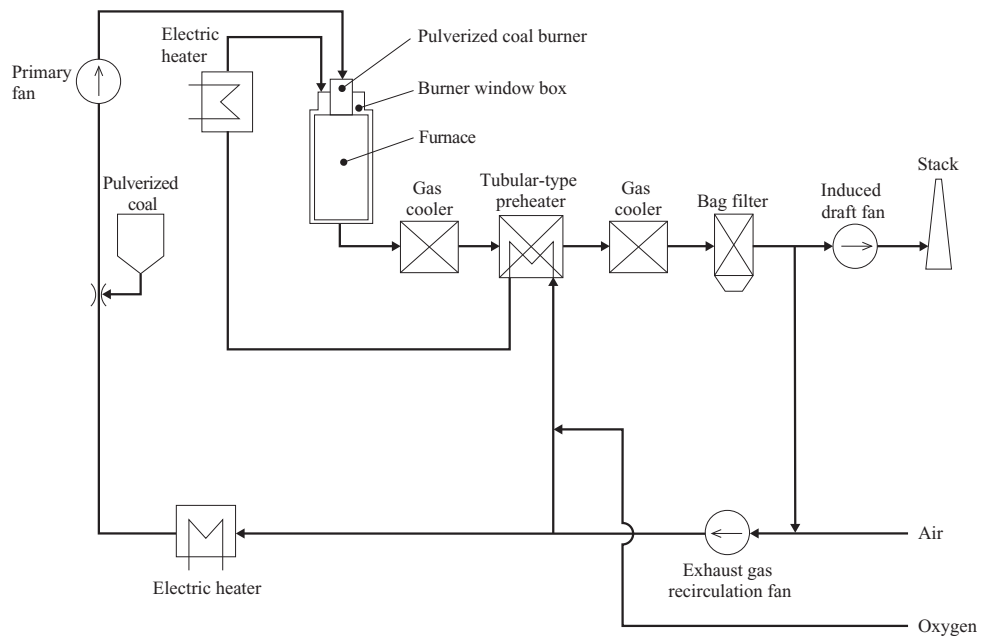 Electric
heater
Pulverized coal burner
Primary
fan
Burner window box
Furnace
Pulverized
coal
Gas
cooler
Tubular-type
preheater
Gas
cooler
Bag filter
Induced
draft fan
Stack
Air
Electric heater
Exhaust gas
recirculation fan
Oxygen